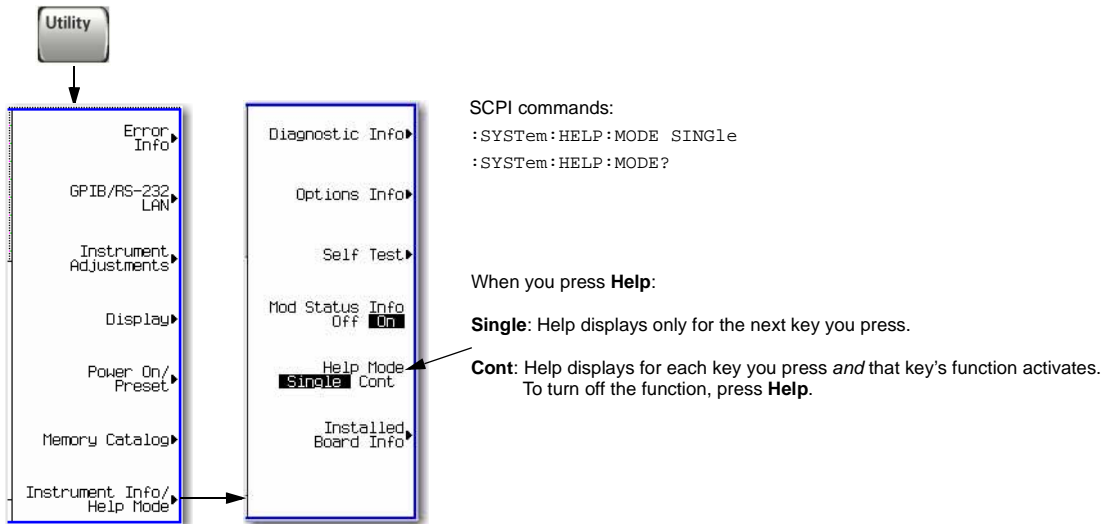 Utility
Error
Info
GPIB/RS-232
LAN
Instrument
Adjustments
Display
Power On/
Preset
Memory Catalog
Instrument Info/
Help Mode
Diagnostic Info
Options Info
Self Test
Mod Status Info
Off On
Help Mode
Single Cont
Installed
Board Info
SCPI commands:
:SYSTem:HELP:MODE SINGle
:SYSTem:HELP:MODE?
When you press Help:
Single: Help displays only for the next key you press.
Cont: Help displays for each key you press and that key’s function activates.
To turn off the function, press Help.